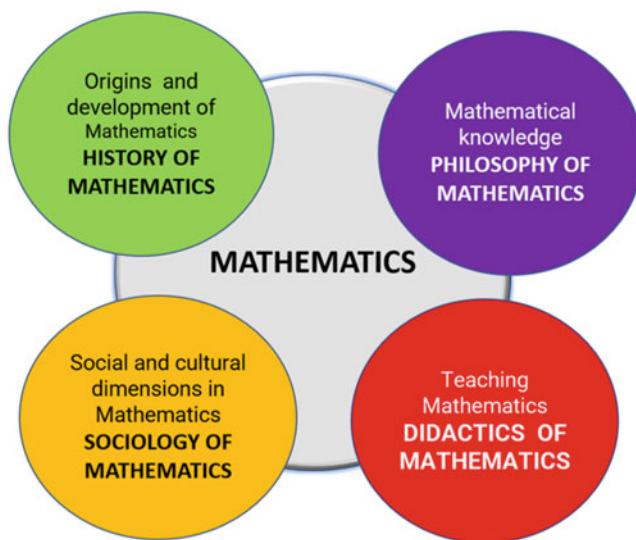 Origins and
development of
Mathematics
HISTORY OF
MATHEMATICS
Mathematical
knowledge
PHILOSOPHY OF
MATHEMATICS
MATHEMATICS
Social and cultural
dimensions in
Mathematics
SOCIOLOGY OF
MATHEMATICS
Teaching
Mathematics
DIDACTICS OF
MATHEMATICS